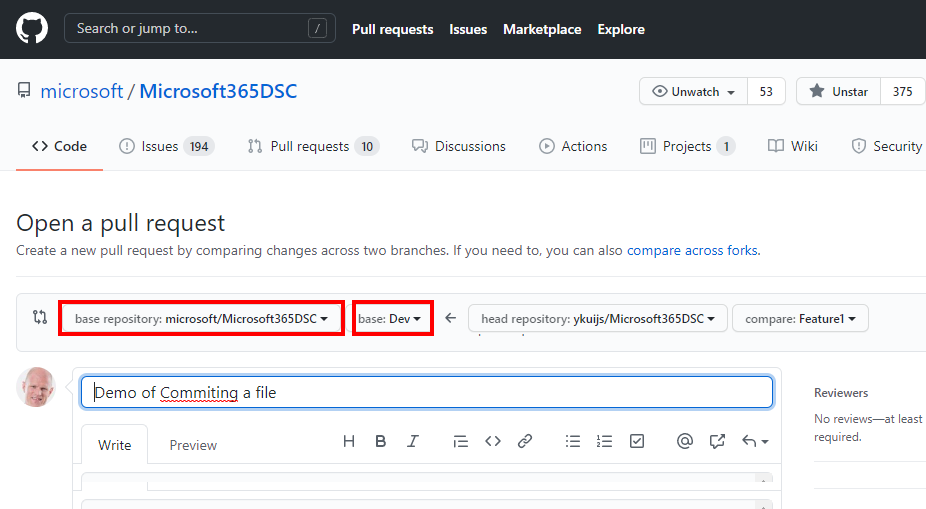 Search or jump to... / Pull requests Issues Marketplace Explore
microsoft / Microsoft365DSC Unwatch 53 Unstar 375
Code Issues 194 Pull requests 10 Discussions Actions Projects 1 Wiki Security
Open a pull request
Create a new pull request by comparing changes across two branches. If you need to, you can also compare across forks.
base repository: microsoft/Microsoft365DSC base: Dev ← head repository: ykuijs/Microsoft365DSC compare: Feature1
Demo of Commiting a file
Reviewers
No reviews—at least
required.
Write Preview H B I @